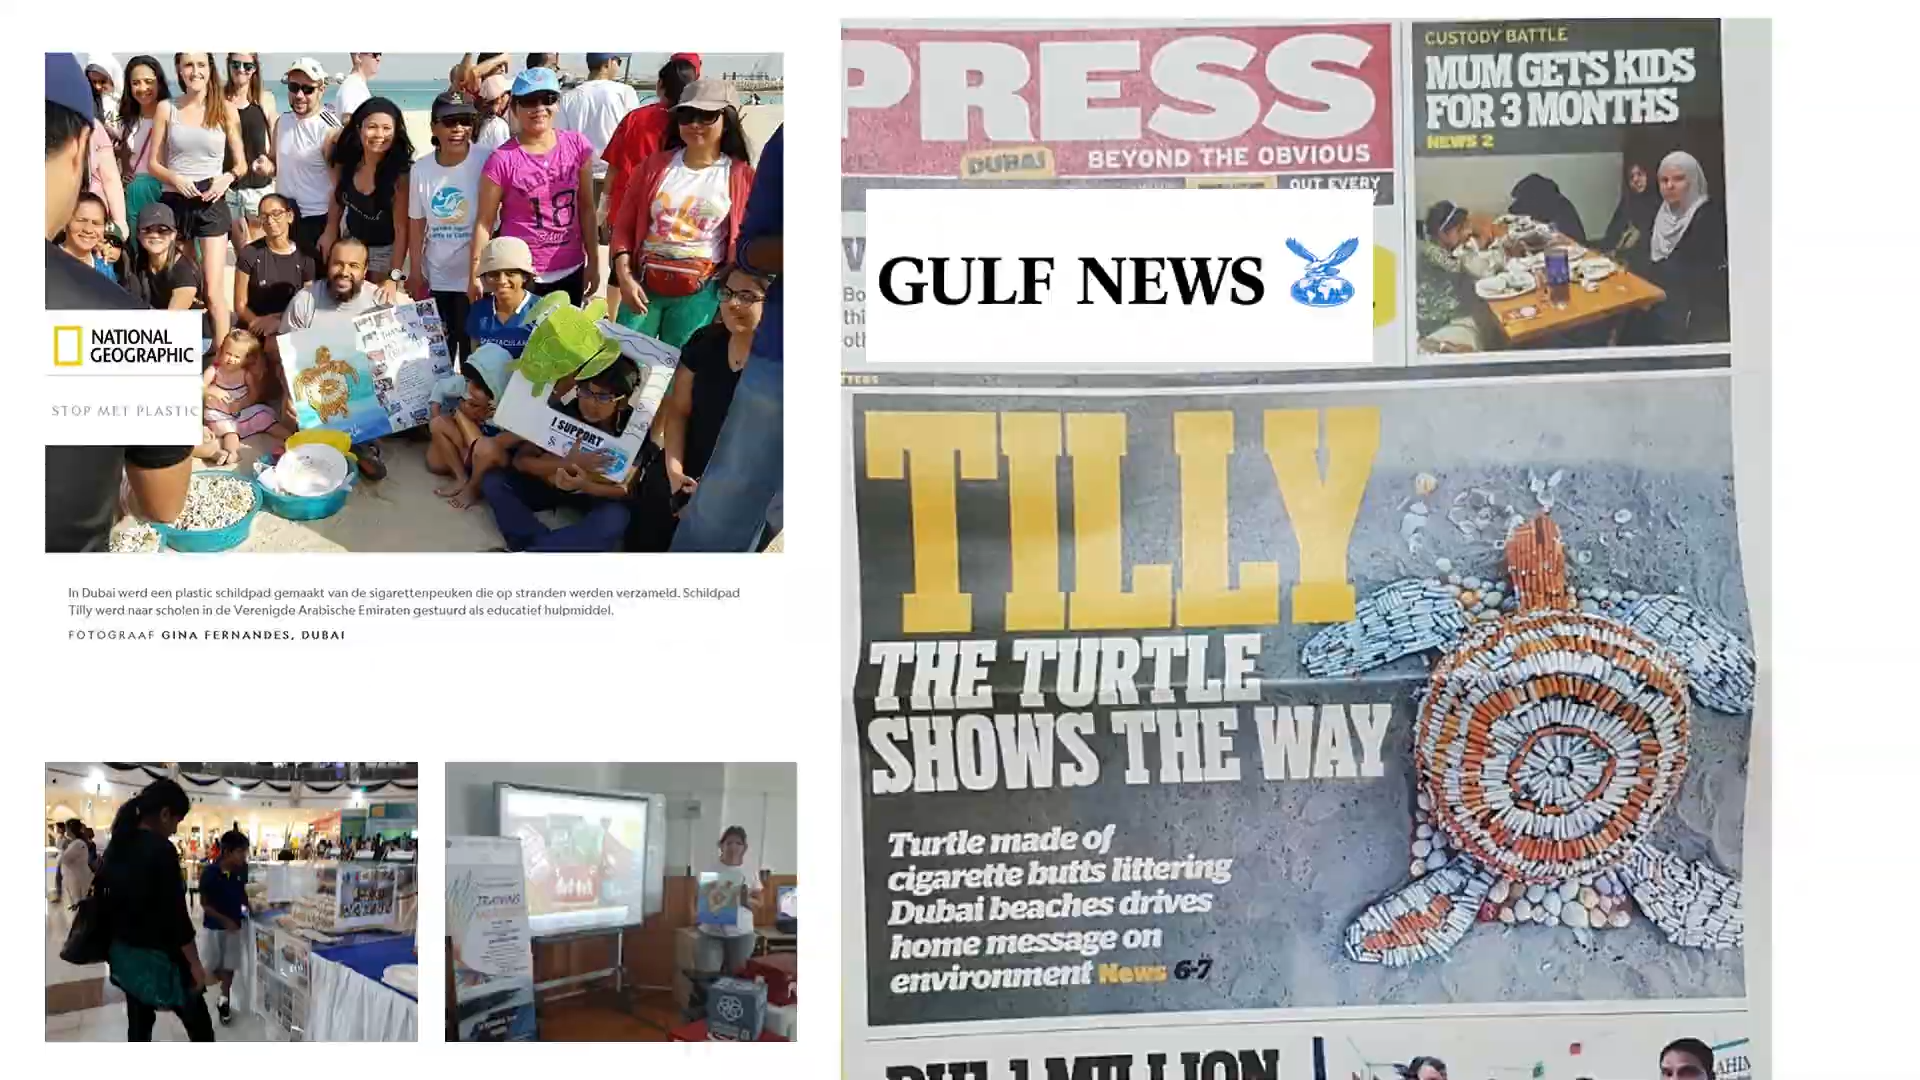 NATIONAL
GEOGRAPHIC
STOP MET PLASTIC
I SUPPORT
18
In Dubai werd een plastic schildpad gemaakt van de sigarettenpeuken die op stranden werden verzameld. Schildpad
Tilly werd naar scholen in de Verenigde Arabische Emiraten gestuurd als educatief hulpmiddel.
FOTOGRAAF GINA FERNANDES, DUBAI
TRAINING
PRESS
DUBAI
BEYOND THE OBVIOUS
OUT EVERY
GULF NEWS
CUSTODY BATTLE
MUM GETS KIDS
FOR 3 MONTHS
NEWS 2
TILLY
THE TURTLE
SHOWS THE WAY
Turtle made of
cigarette butts littering
Dubai beaches drives
home message on
environment News 6-7
MILLION